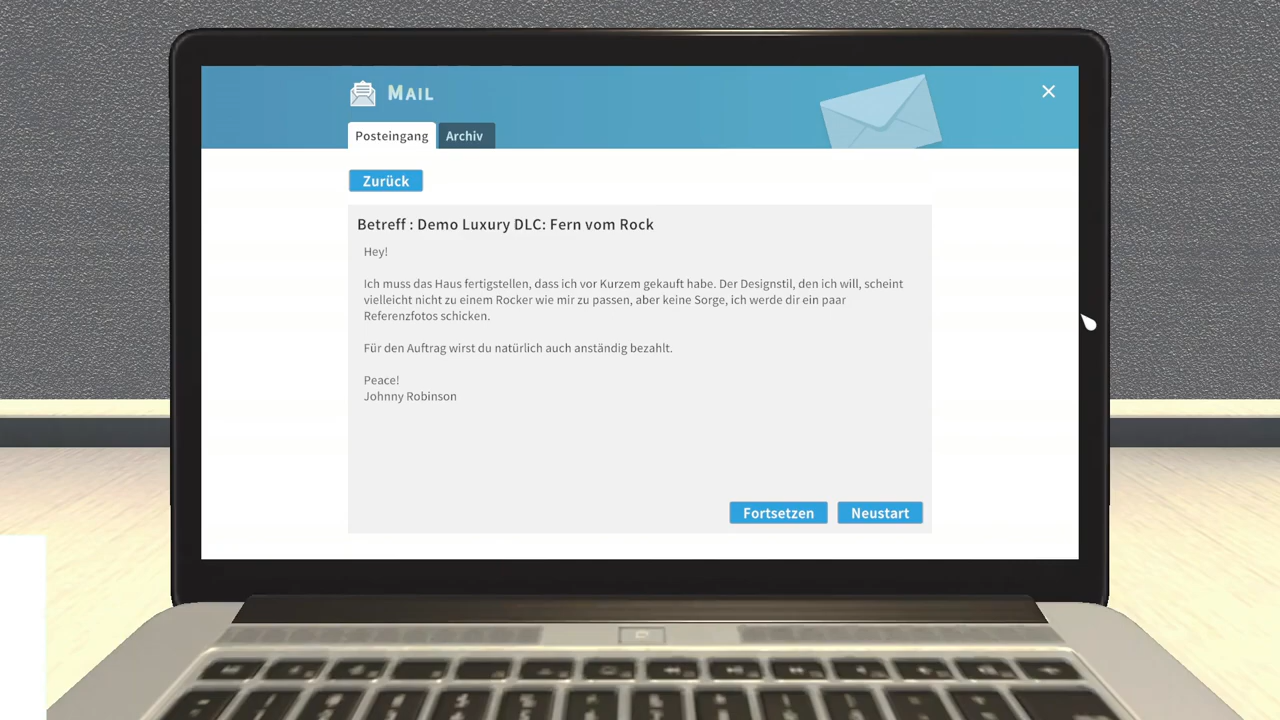 MAIL
Posteingang
Archiv
Zurück
Betreff : Demo Luxury DLC: Fern vom Rock
Hey!
Ich muss das Haus fertigstellen, dass ich vor Kurzem gekauft habe. Der Designstil, den ich will, scheint
vielleicht nicht zu einem Rocker wie mir zu passen, aber keine Sorge, ich werde dir ein paar
Referenzfotos schicken.
Für den Auftrag wirst du natürlich auch anständig bezahlt.
Peace!
Johnny Robinson
Fortsetzen
Neustart